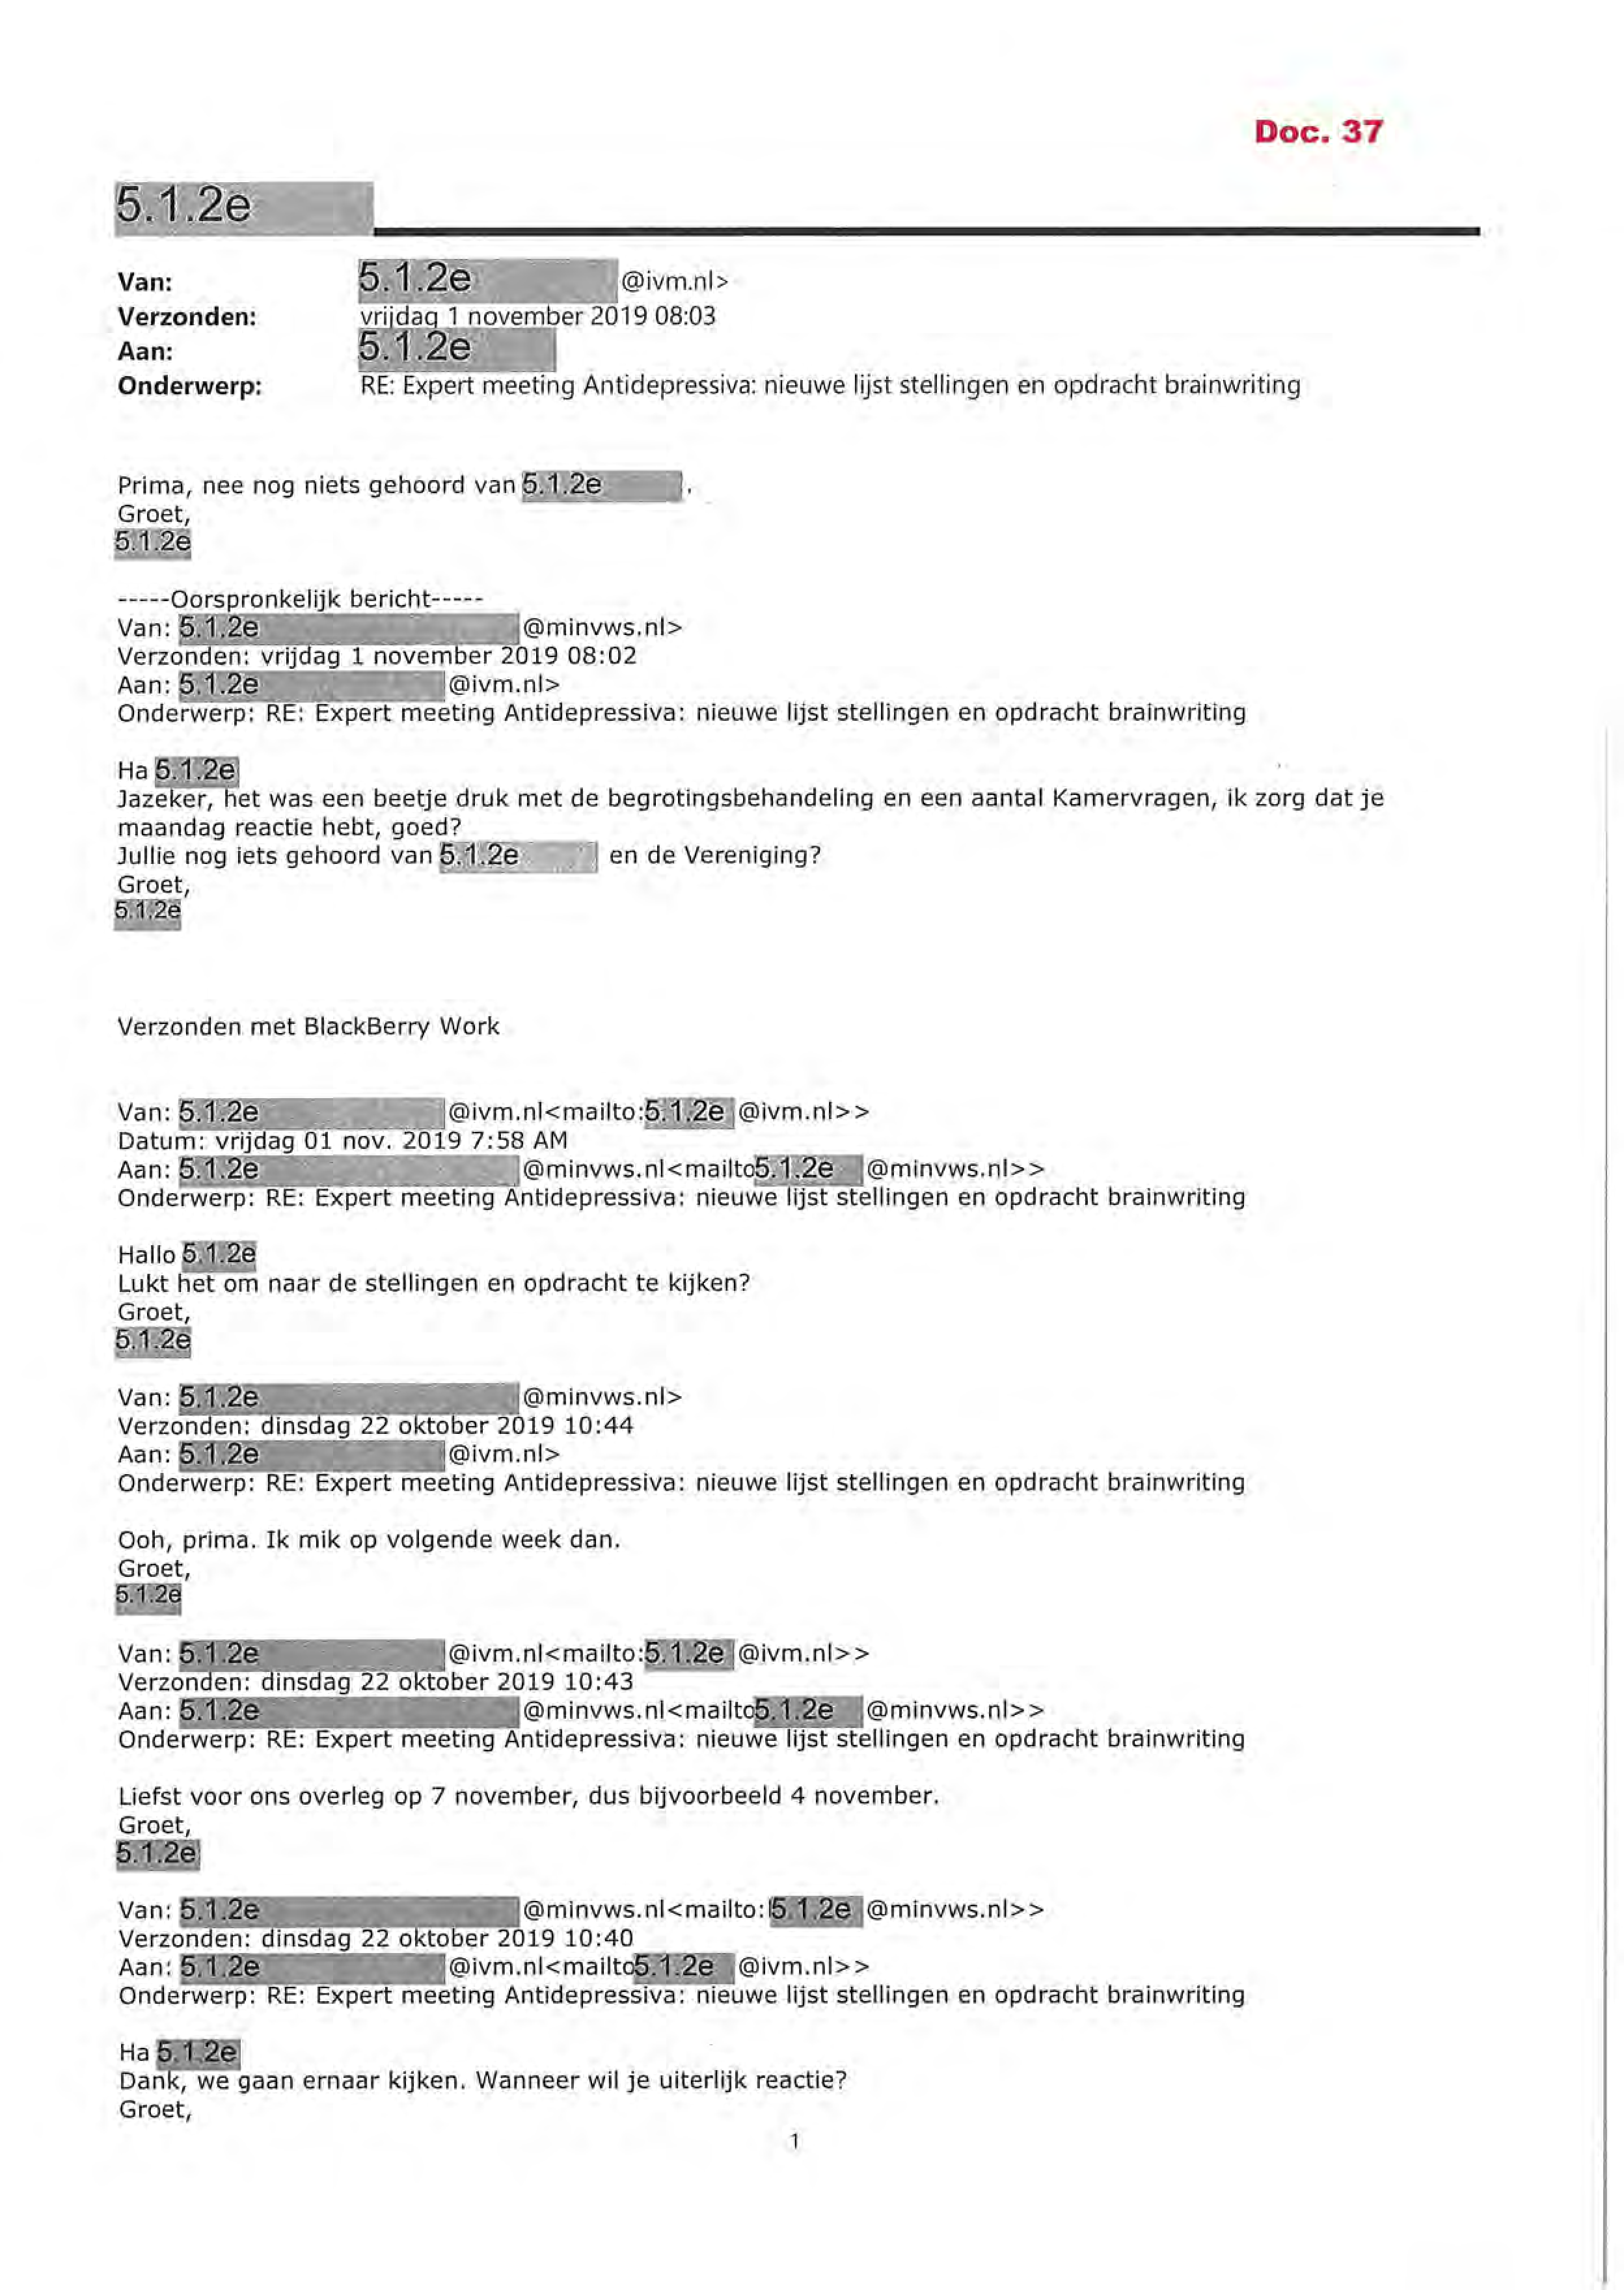 Doc. 37
5.1.2e
Van: 5.1.2e @ivm.nl>
Verzonden: vrijdag 1 november 2019 08:03
Aan: 5.1.2e
Onderwerp: RE: Expert meeting Antidepressiva: nieuwe lijst stellingen en opdracht brainwriting
Prima, nee nog niets gehoord van 5.1.2e .
Groet,
5.1.2e
-----Oorspronkelijk bericht-----
Van: 5.1.2e @minvws.nl>
Verzonden: vrijdag 1 november 2019 08:02
Aan: 5.1.2e @ivm.nl>
Onderwerp: RE: Expert meeting Antidepressiva: nieuwe lijst stellingen en opdracht brainwriting
Ha 5.1.2e
Jazeker, het was een beetje druk met de begrotingsbehandeling en een aantal Kamervragen, ik zorg dat je
maandag reactie hebt, goed?
Jullie nog iets gehoord van 5.1.2e en de Vereniging?
Groet,
5.1.2e
Verzonden met BlackBerry Work
Van: 5.1.2e @ivm.nl<mailto:5.1.2e @ivm.nl>>
Datum: vrijdag 01 nov. 2019 7:58 AM
Aan: 5.1.2e @minvws.nl<mailto5.1.2e @minvws.nl>>
Onderwerp: RE: Expert meeting Antidepressiva: nieuwe lijst stellingen en opdracht brainwriting
Hallo 5.1.2e
Lukt het om naar de stellingen en opdracht te kijken?
Groet,
5.1.2e
Van: 5.1.2e @minvws.nl>
Verzonden: dinsdag 22 oktober 2019 10:44
Aan: 5.1.2e @ivm.nl>
Onderwerp: RE: Expert meeting Antidepressiva: nieuwe lijst stellingen en opdracht brainwriting
Ooh, prima. Ik mik op volgende week dan.
Groet,
5.1.2e
Van: 5.1.2e @ivm.nl<mailto:5.1.2e @ivm.nl>>
Verzonden: dinsdag 22 oktober 2019 10:43
Aan: 5.1.2e @minvws.nl<mailto5.1.2e @minvws.nl>>
Onderwerp: RE: Expert meeting Antidepressiva: nieuwe lijst stellingen en opdracht brainwriting
Liefst voor ons overleg op 7 november, dus bijvoorbeeld 4 november.
Groet,
5.1.2e
Van: 5.1.2e @minvws.nl<mailto:5.1.2e @minvws.nl>>
Verzonden: dinsdag 22 oktober 2019 10:40
Aan: 5.1.2e @ivm.nl<mailto5.1.2e @ivm.nl>>
Onderwerp: RE: Expert meeting Antidepressiva: nieuwe lijst stellingen en opdracht brainwriting
Ha 5.1.2e
Dank, we gaan ernaar kijken. Wanneer wil je uiterlijk reactie?
Groet,
1